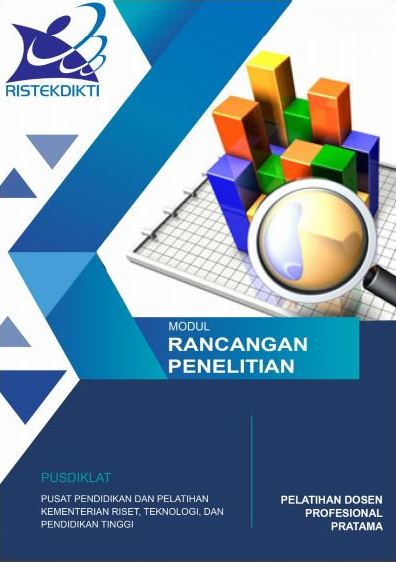 RISTEKDIKTI
MODUL
RANCANGAN
PENELITIAN
PUSDIKLAT
PUSAT PENDIDIKAN DAN PELATIHAN
KEMENTERIAN RISET, TEKNOLOGI, DAN
PENDIDIKAN TINGGI
PELATIHAN DOSEN
PROFESIONAL
PRATAMA